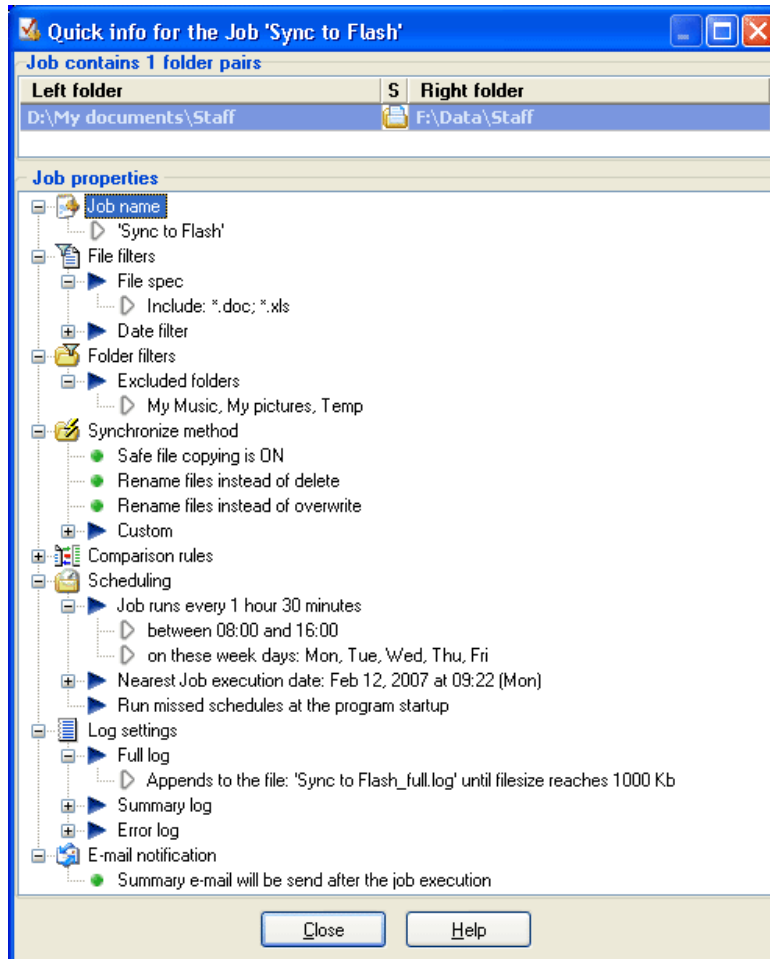 Quick info for the Job 'Sync to Flash'
Job contains 1 folder pairs
Left folder S Right folder
D:\My documents\Staff F:\Data\Staff
Job properties
Job name
'Sync to Flash'
File filters
File spec
Include: *.doc; *.xls
Date filter
Folder filters
Excluded folders
My Music, My pictures, Temp
Synchronize method
Safe file copying is ON
Rename files instead of delete
Rename files instead of overwrite
Custom
Comparison rules
Scheduling
Job runs every 1 hour 30 minutes
between 08:00 and 16:00
on these week days: Mon, Tue, Wed, Thu, Fri
Nearest Job execution date: Feb 12, 2007 at 09:22 (Mon)
Run missed schedules at the program startup
Log settings
Full log
Appends to the file: 'Sync to Flash_full.log' until filesize reaches 1000 Kb
Summary log
Error log
E-mail notification
Summary e-mail will be send after the job execution
Close Help